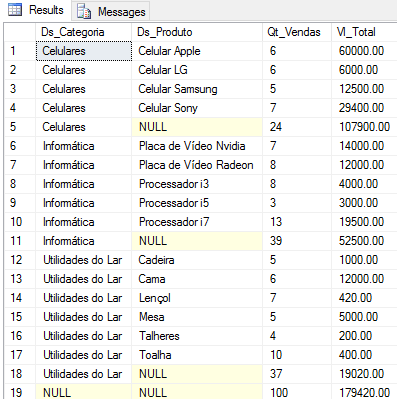 Results Messages
Ds_Categoria Ds_Produto Qt_Vendas Vl_Total
1 Celulares Celular Apple 6 60000.00
2 Celulares Celular LG 6 6000.00
3 Celulares Celular Samsung 5 12500.00
4 Celulares Celular Sony 7 29400.00
5 Celulares NULL 24 107900.00
6 Informática Placa de Vídeo Nvidia 7 14000.00
7 Informática Placa de Vídeo Radeon 8 12000.00
8 Informática Processador i3 8 4000.00
9 Informática Processador i5 3 3000.00
10 Informática Processador i7 13 19500.00
11 Informática NULL 39 52500.00
12 Utilidades do Lar Cadeira 5 1000.00
13 Utilidades do Lar Cama 6 12000.00
14 Utilidades do Lar Lençol 7 420.00
15 Utilidades do Lar Mesa 5 5000.00
16 Utilidades do Lar Talheres 4 200.00
17 Utilidades do Lar Toalha 10 400.00
18 Utilidades do Lar NULL 37 19020.00
19 NULL NULL 100 179420.00